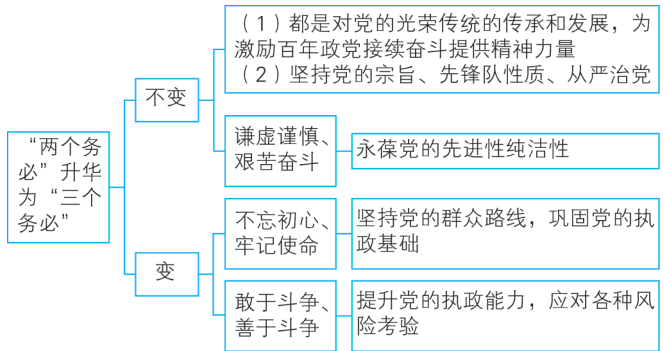 “两个务
必”升华
为“三个
务必”
不变
（1）都是对党的光荣传统的传承和发展，为
激励百年政党接续奋斗提供精神力量
（2）坚持党的宗旨、先锋队性质、从严治党
谦虚谨慎、
艰苦奋斗
永葆党的先进性纯洁性
变
不忘初心、
牢记使命
坚持党的群众路线，巩固党的执
政基础
敢于斗争、
善于斗争
提升党的执政能力，应对各种风
险考验